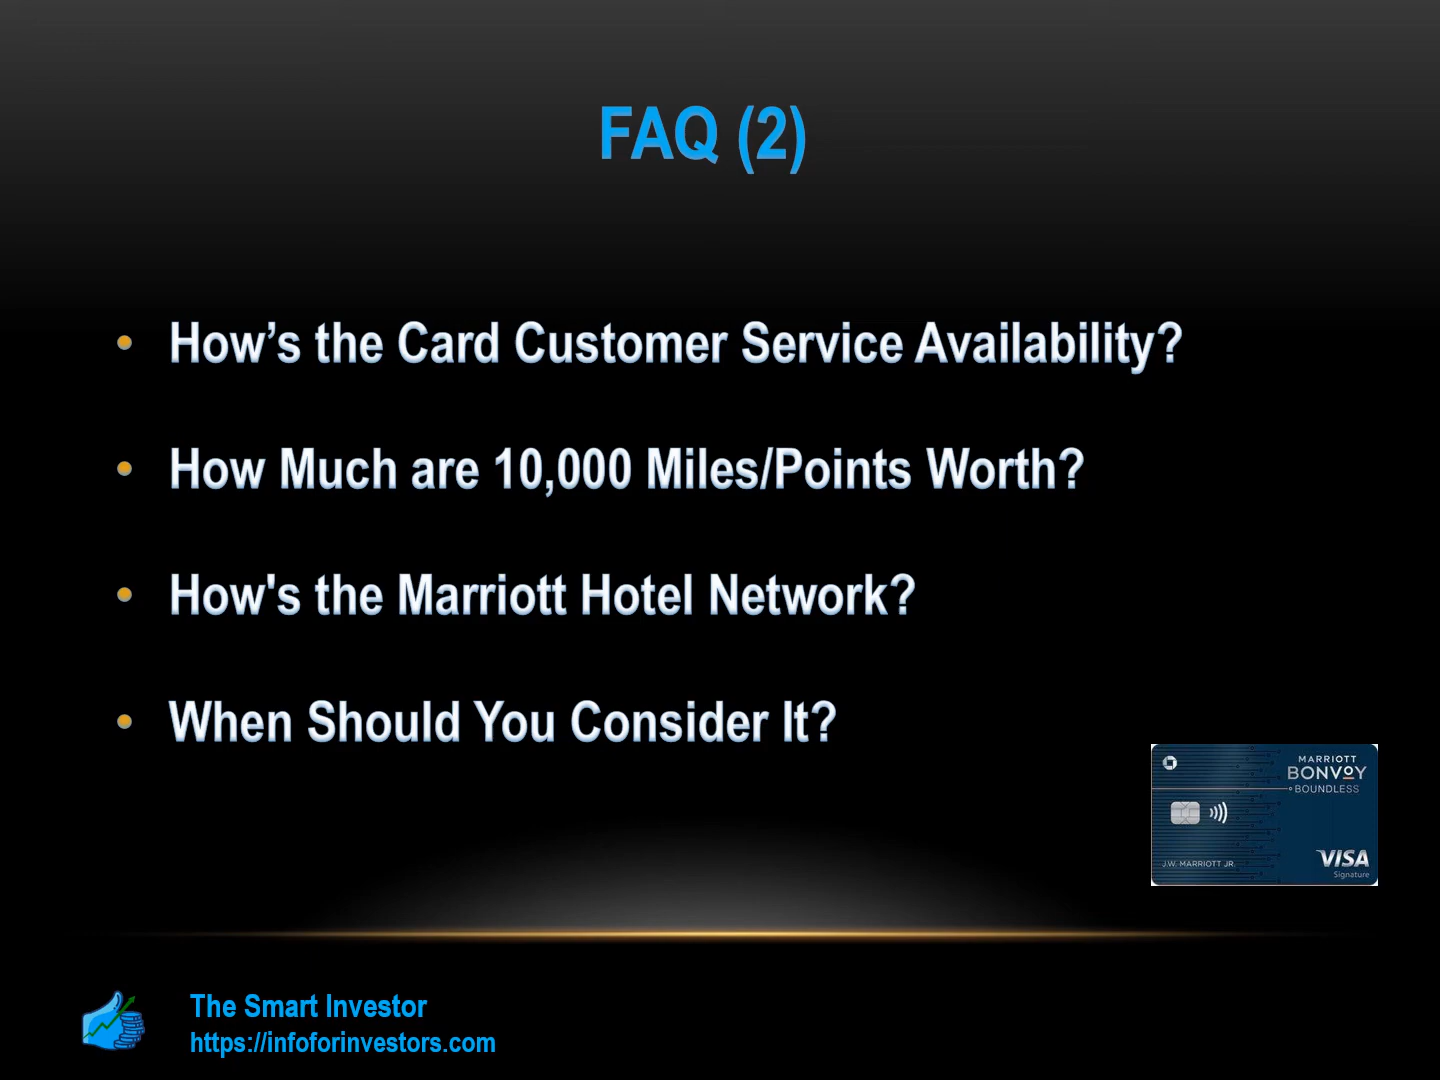 FAQ (2)
• How’s the Card Customer Service Availability?
• How Much are 10,000 Miles/Points Worth?
• How's the Marriott Hotel Network?
• When Should You Consider It?
MARRIOTT
BONVOY
BOUNDLESS
J.W. MARRIOTT JR.
VISA
Signature
The Smart Investor
https://infoforinvestors.com